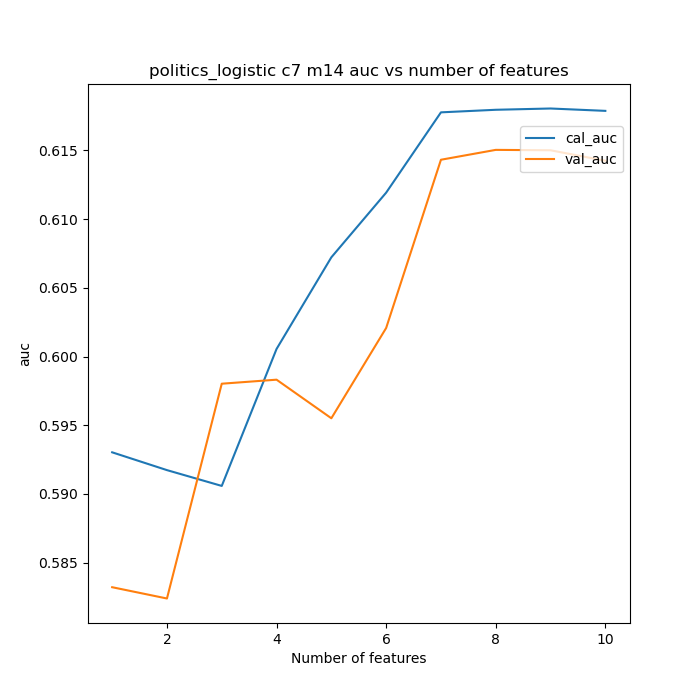 politics_logistic c7 m14 auc vs number of features
cal_auc
val_auc
0.615
0.610
0.605
0.600
0.595
0.590
0.585
auc
2 4 6 8 10
Number of features